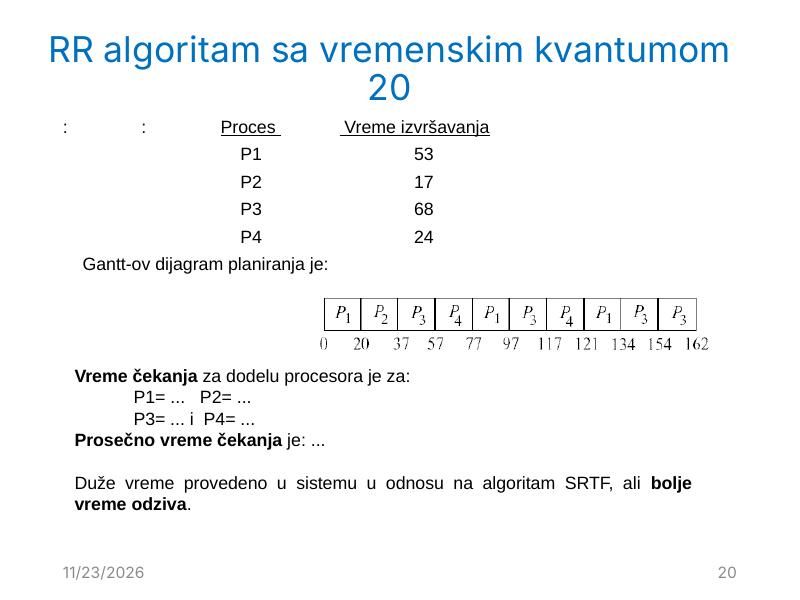 RR algoritam sa vremenskim kvantumom
20
: : Proces Vreme izvršavanja
P1 53
P2 17
P3 68
P4 24
Gantt-ov dijagram planiranja je:
P1 P2 P3 P4 P1 P3 P4 P1 P3 P3
0 20 37 57 77 97 117 121 134 154 162
Vreme čekanja za dodelu procesora je za:
P1= ... P2= ...
P3= ... i P4= ...
Prosečno vreme čekanja je: ...
Duže vreme provedeno u sistemu u odnosu na algoritam SRTF, ali bolje
vreme odziva.
11/23/2026 20